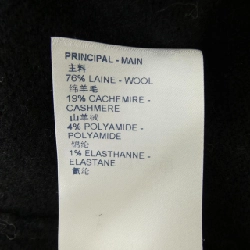 PRINCIPAL - MAIN
主料
76% LAINE - WOOL
绵羊毛
19% CACHEMIRE -
CASHMERE
山羊绒
4% POLYAMIDE -
POLYAMIDE
锦纶
1% ELASTHANNE -
ELASTANE
氨纶